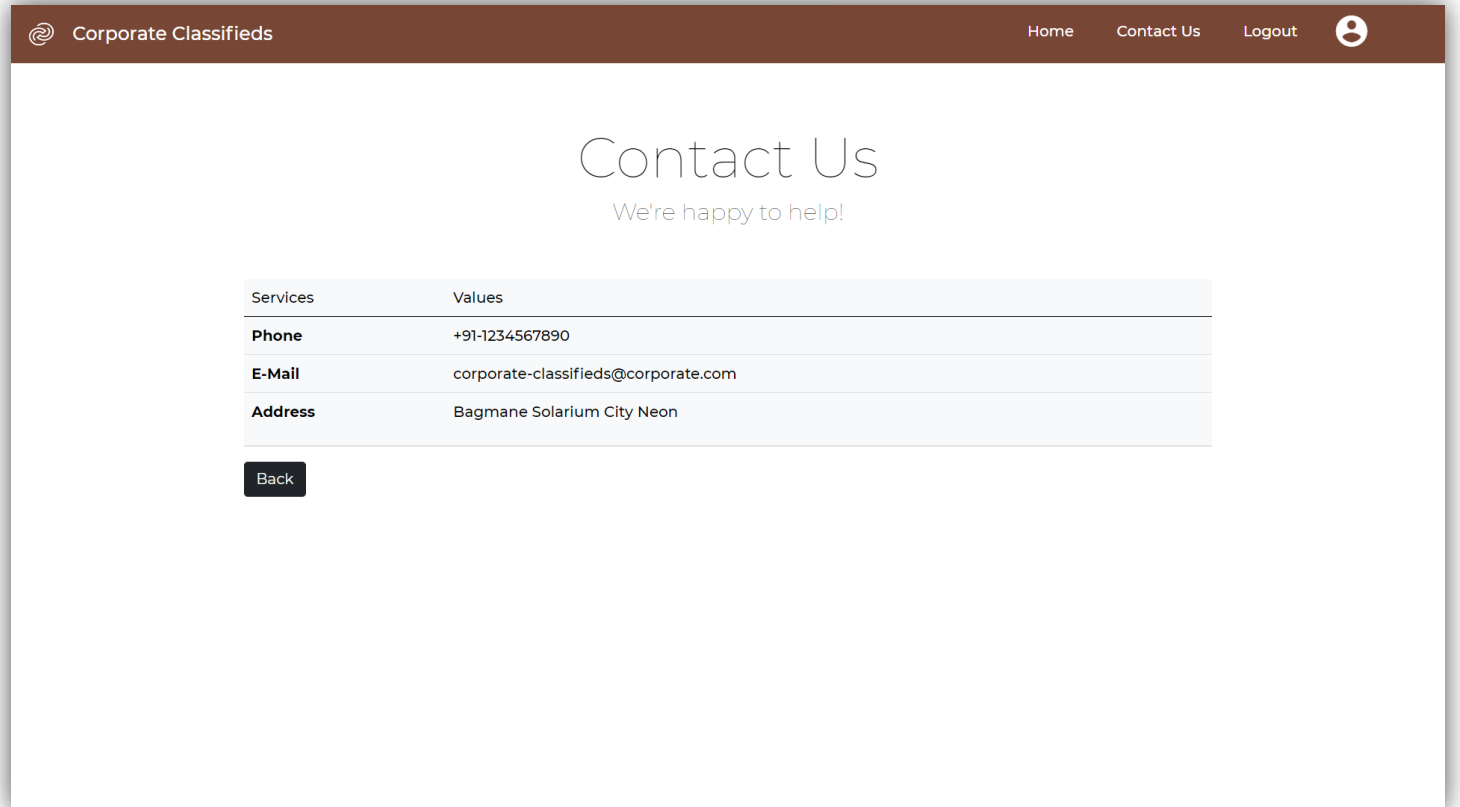 Corporate Classifieds
Home Contact Us Logout
Contact Us
We're happy to help!
Services Values
Phone +91-1234567890
E-Mail corporate-classifieds@corporate.com
Address Bagmane Solarium City Neon
Back